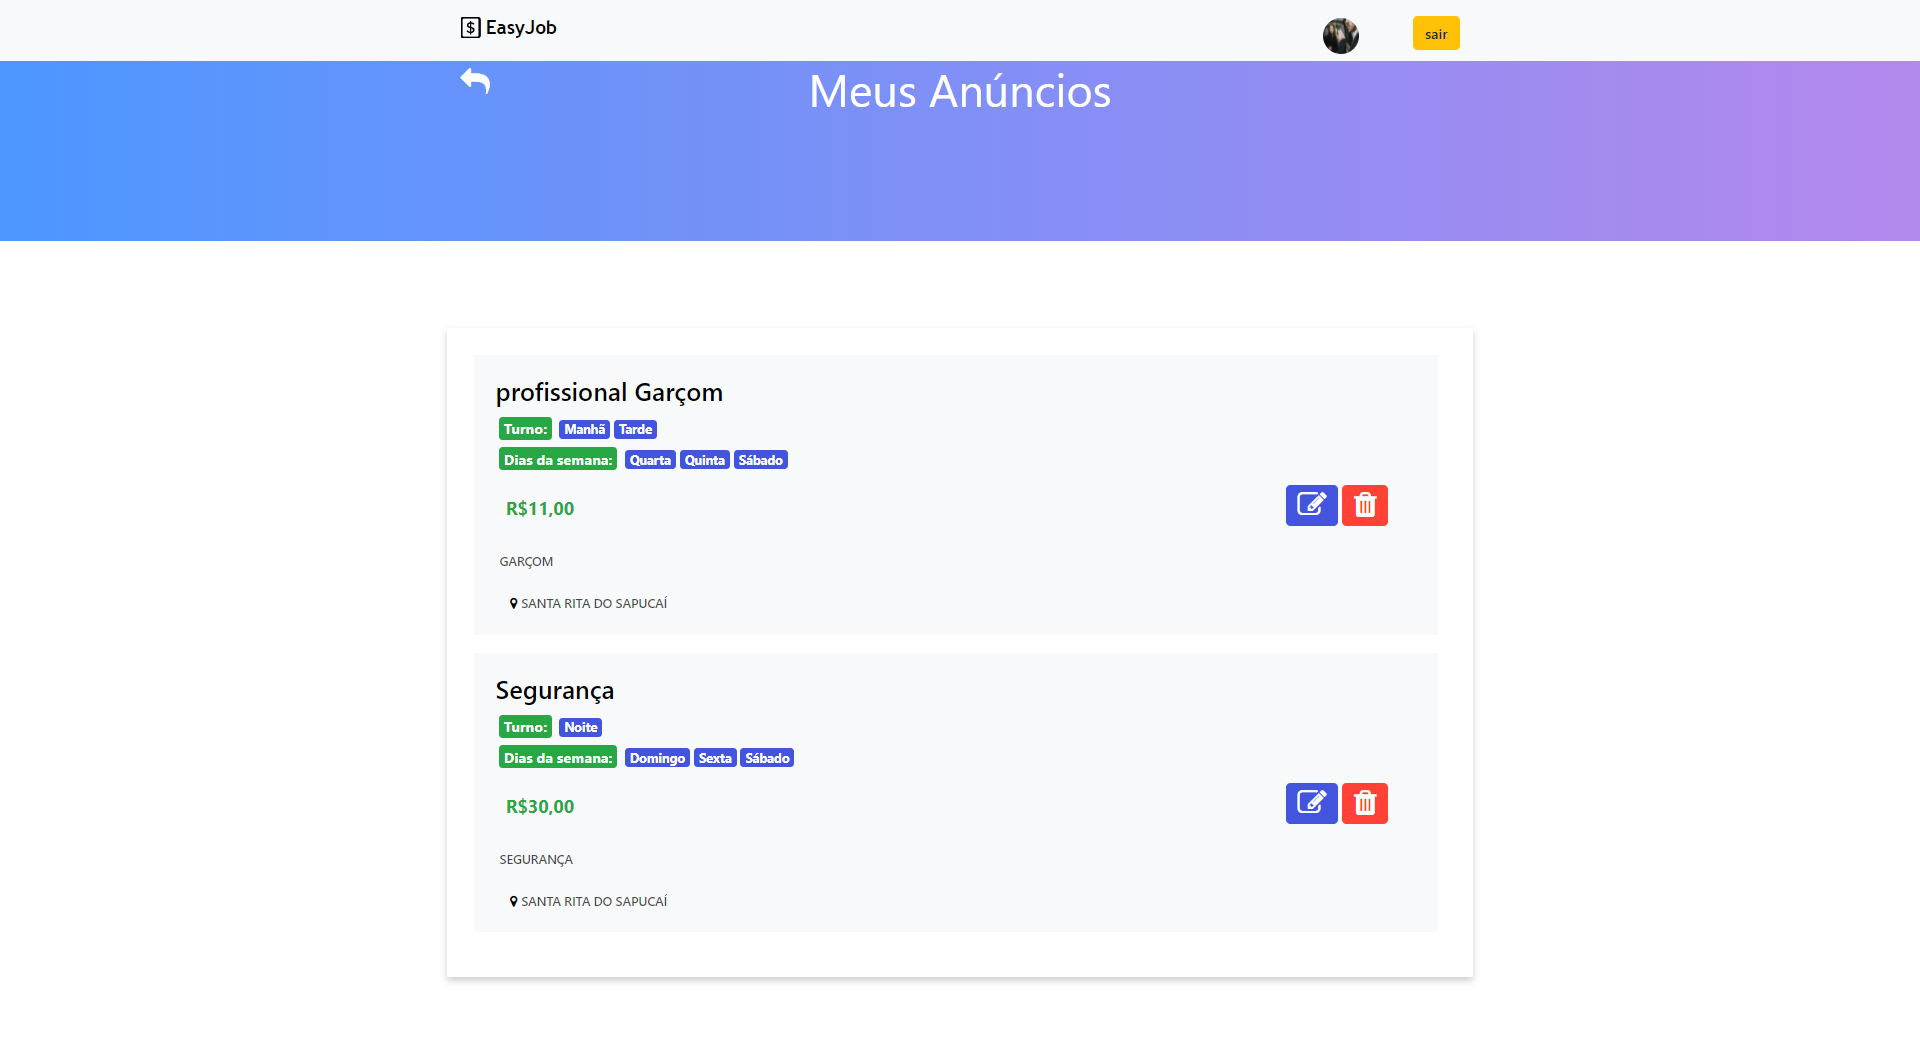 EasyJob
sair
Meus Anúncios
profissional Garçom
Turno: Manhã Tarde
Dias da semana: Quarta Quinta Sábado
R$11,00
GARÇOM
SANTA RITA DO SAPUCAÍ
Segurança
Turno: Noite
Dias da semana: Domingo Sexta Sábado
R$30,00
SEGURANÇA
SANTA RITA DO SAPUCAÍ